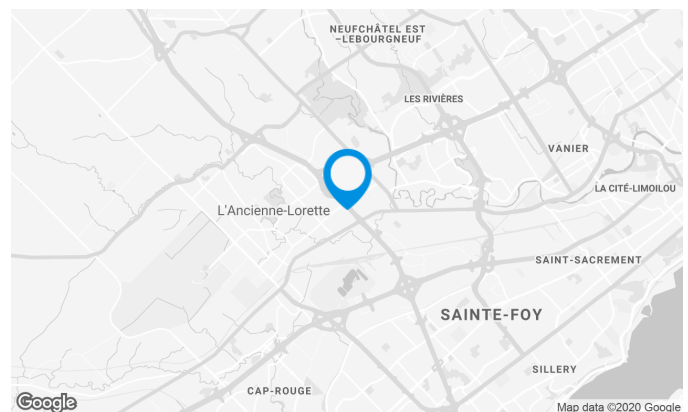 NEUFCHÂTEL EST
–LEBOURGNEUF
LES RIVIÈRES
VANIER
LA CITÉ-LIMOILOU
L'Ancienne-Lorette
SAINT-SACREMENT
SAINTE-FOY
SILLERY
CAP-ROUGE
Google
Map data ©2020 Google